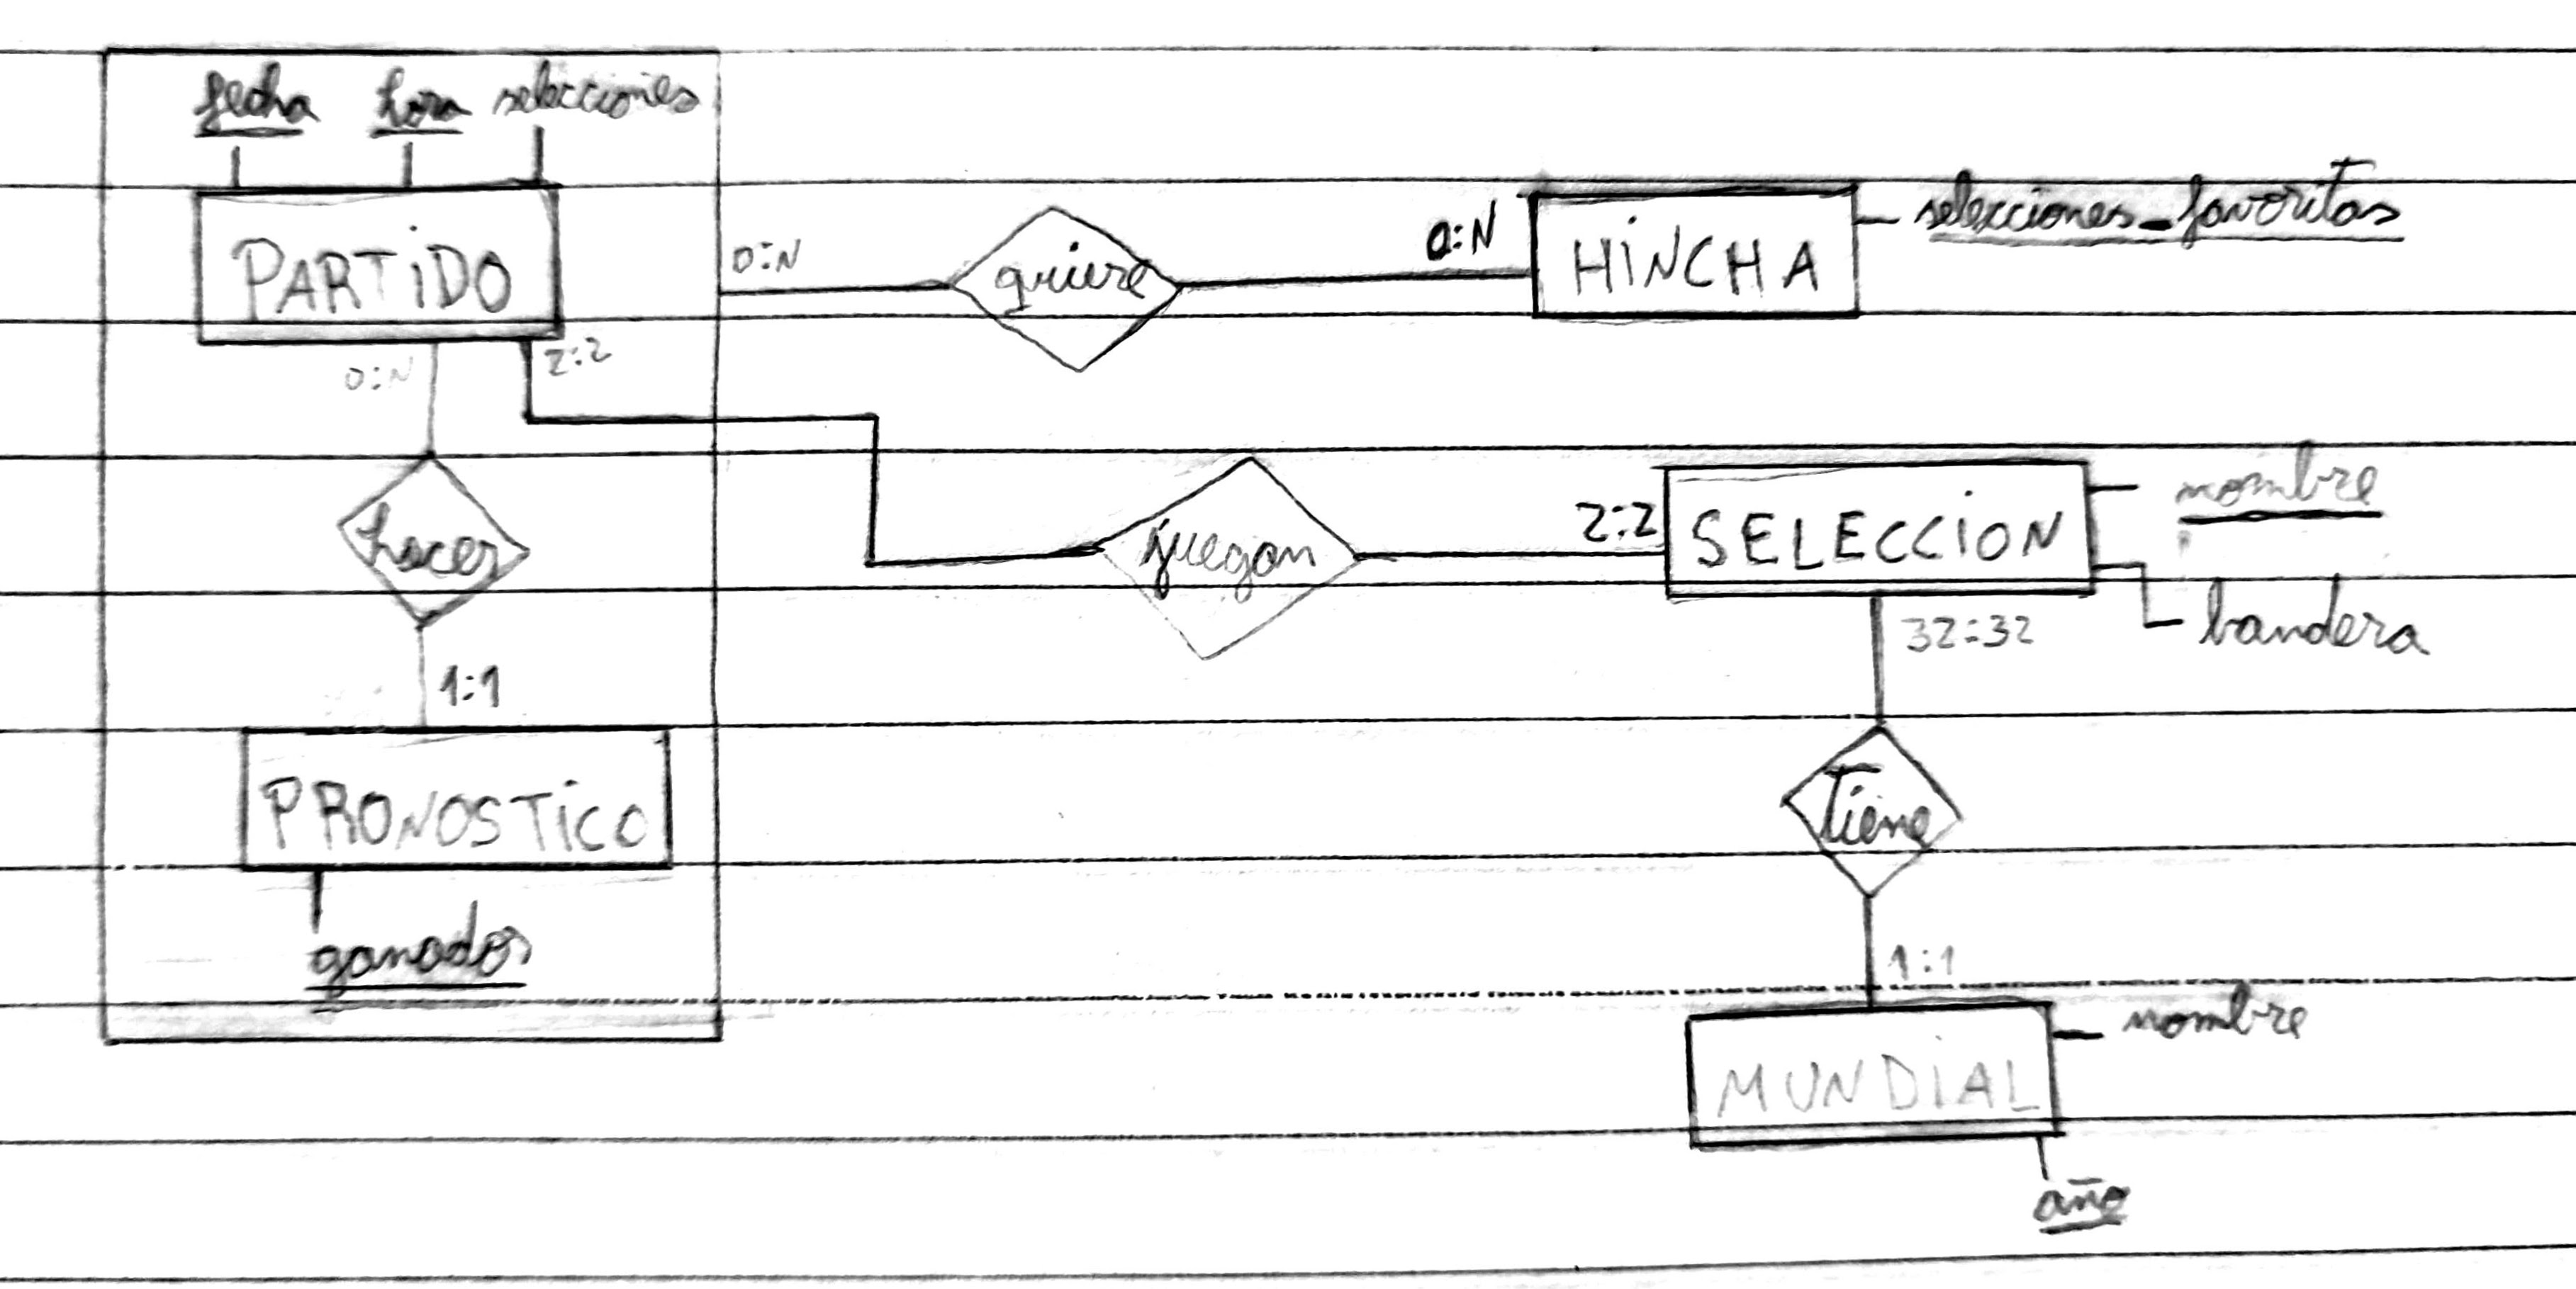 fecha hora selecciones
PARTIDO
0:N
quiere
0:N
HINCHA
selecciones_favoritas
0:N
2:2
hacer
juegan
2:2
SELECCION
nombre
bandera
32:32
1:1
PRONOSTICO
ganador
tiene
1:1
MUNDIAL
nombre
año